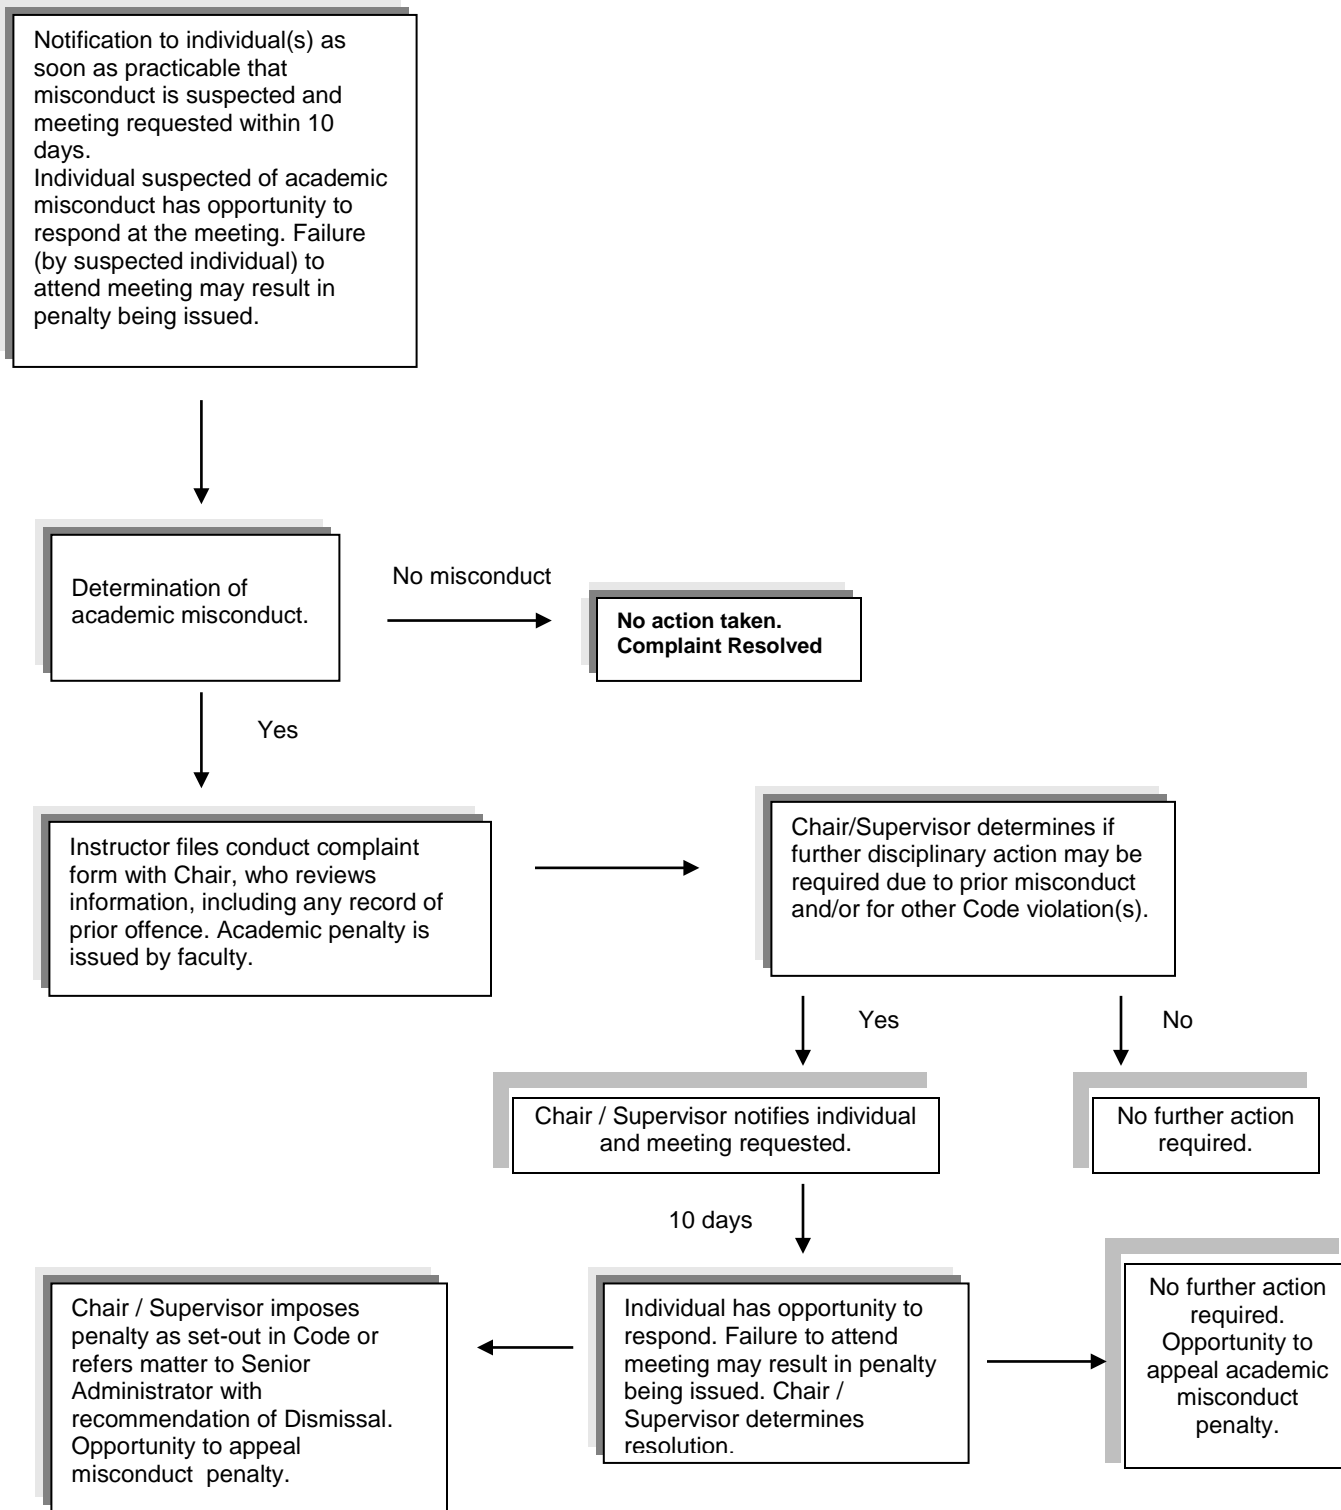 Notification to individual(s) as
soon as practicable that
misconduct is suspected and
meeting requested within 10
days.
Individual suspected of academic
misconduct has opportunity to
respond at the meeting. Failure
(by suspected individual) to
attend meeting may result in
penalty being issued.
Determination of
academic misconduct.
No misconduct
No action taken.
Complaint Resolved
Yes
Instructor files conduct complaint
form with Chair, who reviews
information, including any record of
prior offence. Academic penalty is
issued by faculty.
Chair/Supervisor determines if
further disciplinary action may be
required due to prior misconduct
and/or for other Code violation(s).
Yes
No
Chair / Supervisor notifies individual
and meeting requested.
No further action
required.
10 days
Chair / Supervisor imposes
penalty as set-out in Code or
refers matter to Senior
Administrator with
recommendation of Dismissal.
Opportunity to appeal
misconduct  penalty.
Individual has opportunity to
respond. Failure to attend
meeting may result in penalty
being issued. Chair /
Supervisor determines
resolution.
No further action
required.
Opportunity to
appeal academic
misconduct
penalty.